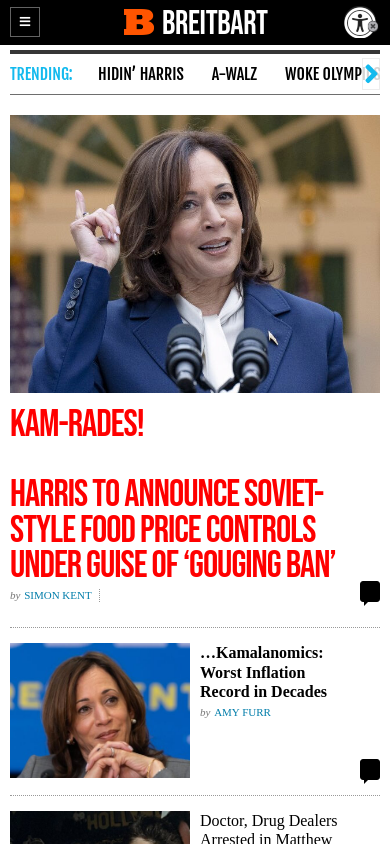 BREITBART
TRENDING: HIDIN' HARRIS A-WALZ WOKE OLYMP
KAM-RADES!
HARRIS TO ANNOUNCE SOVIET-
STYLE FOOD PRICE CONTROLS
UNDER GUISE OF ‘GOUGING BAN’
by SIMON KENT
…Kamalanomics:
Worst Inflation
Record in Decades
by AMY FURR
Doctor, Drug Dealers
Arrested in Matthew